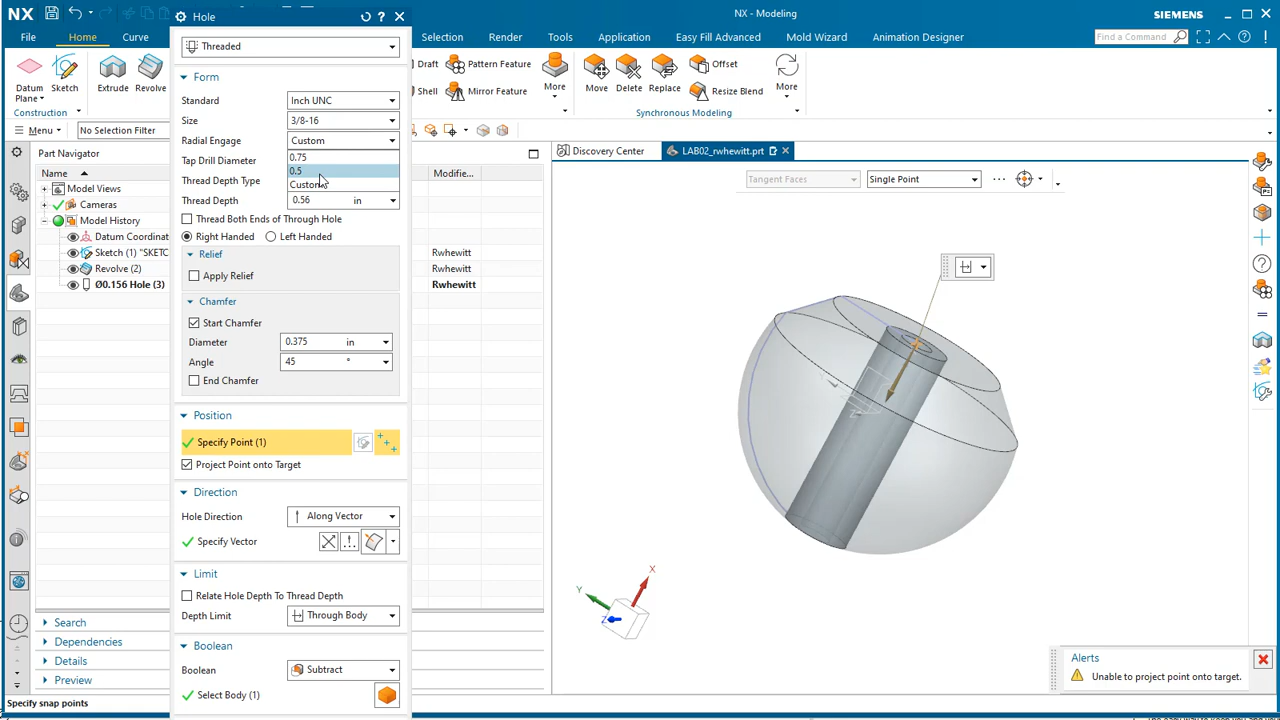 NX
Hole
NX - Modeling
SIEMENS
File
Home
Curve
Selection
Render
Tools
Application
Easy Fill Advanced
Mold Wizard
Animation Designer
Find a Command
Threaded
Datum
Plane
Sketch
Extrude
Revolve
Draft
Shell
Pattern Feature
Mirror Feature
More
Move
Delete
Replace
Offset
Resize Blend
More
Construction
Synchronous Modeling
Menu
No Selection Filter
Form
Standard
Inch UNC
Size
3/8-16
Radial Engage
Custom
Tap Drill Diameter
0.75
0.5
Custom
Thread Depth Type
Thread Depth
0.56
in
Thread Both Ends of Through Hole
Right Handed
Left Handed
Relief
Apply Relief
Chamfer
Start Chamfer
Diameter
0.375
in
Angle
45
°
End Chamfer
Position
Specify Point (1)
Project Point onto Target
Direction
Hole Direction
Along Vector
Specify Vector
Limit
Relate Hole Depth To Thread Depth
Depth Limit
Through Body
Boolean
Boolean
Subtract
Select Body (1)
Part Navigator
Name
Modifie...
Model Views
Cameras
Model History
Datum Coordina
Sketch (1) "SKETC
Rwhewitt
Revolve (2)
Rwhewitt
Ø0.156 Hole (3)
Rwhewitt
Search
Dependencies
Details
Preview
Specify snap points
Discovery Center
LAB02_rwhewitt.prt
Tangent Faces
Single Point
X
Y
Z
Z
Alerts
Unable to project point onto target.